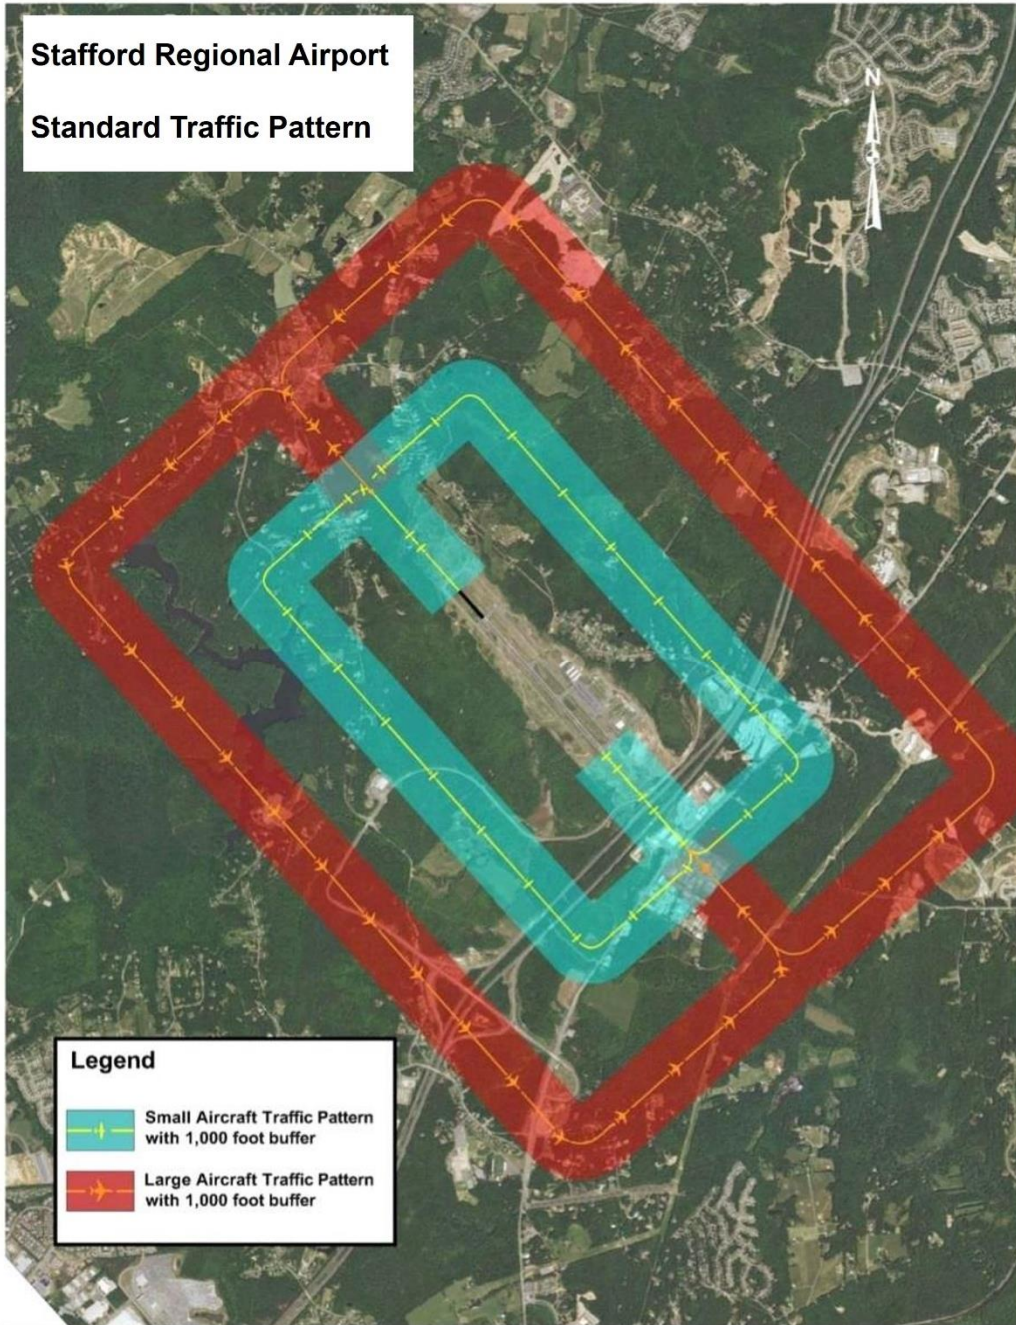 Stafford Regional Airport
Standard Traffic Pattern
N
Legend
Small Aircraft Traffic Pattern
with 1,000 foot buffer
Large Aircraft Traffic Pattern
with 1,000 foot buffer